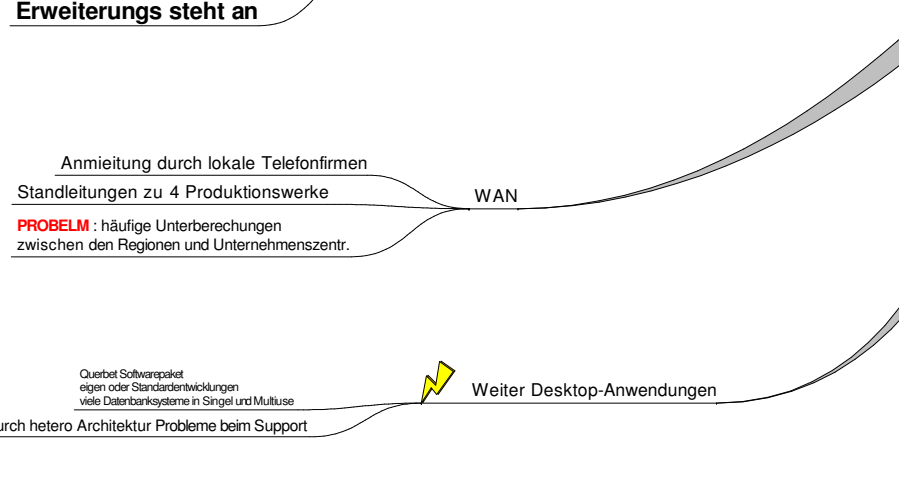 Erweiterungs steht an
Anmieitung durch lokale Telefonfirmen
Standleitungen zu 4 Produktionswerke
WAN
PROBELM : häufige Unterberechungen
zwischen den Regionen und Unternehmenszentr.
Querbet Softwarepaket
eigen oder Standardentwicklungen
viele Datenbanksysteme in Singel und Multiuse
Weiter Desktop-Anwendungen
hetero Architektur Probleme beim Support